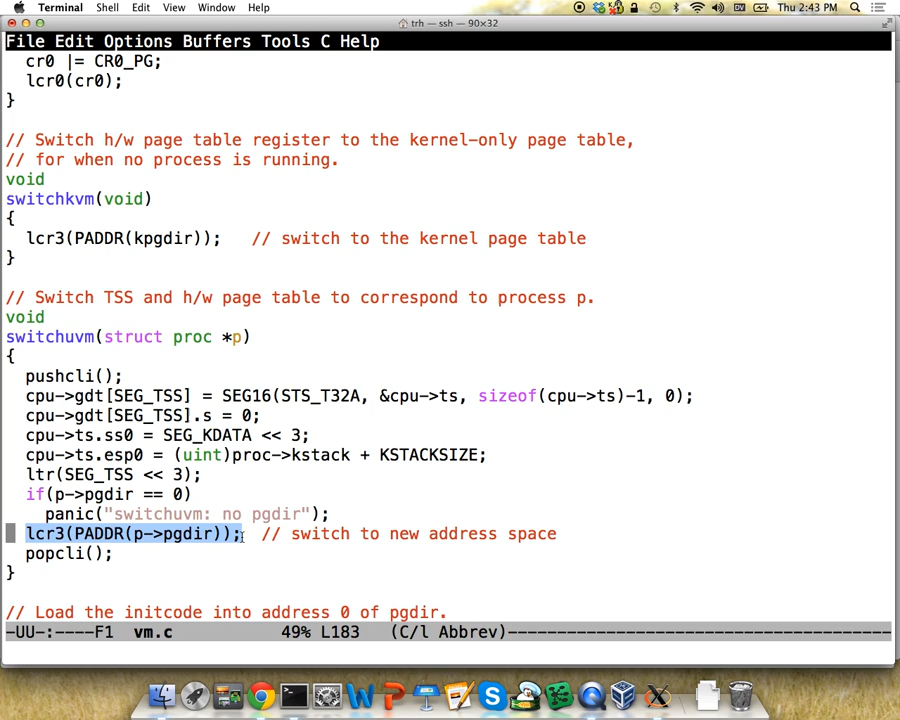 Terminal Shell Edit View Window Help Thu 2:43 PM
trh — ssh — 90×32
File Edit Options Buffers Tools C Help
cr0 |= CR0_PG;
lcr0(cr0);
}
// Switch h/w page table register to the kernel-only page table,
// for when no process is running.
void
switchkvm(void)
{
lcr3(PADDR(kpgdir)); // switch to the kernel page table
}
// Switch TSS and h/w page table to correspond to process p.
void
switchuvm(struct proc *p)
{
pushcli();
cpu->gdt[SEG_TSS] = SEG16(STS_T32A, &cpu->ts, sizeof(cpu->ts)-1, 0);
cpu->gdt[SEG_TSS].s = 0;
cpu->ts.ss0 = SEG_KDATA << 3;
cpu->ts.esp0 = (uint)proc->kstack + KSTACKSIZE;
ltr(SEG_TSS << 3);
if(p->pgdir == 0)
panic("switchuvm: no pgdir");
lcr3(PADDR(p->pgdir)); // switch to new address space
popcli();
}
// Load the initcode into address 0 of pgdir.
-UU-:----F1 vm.c 49% L183 (C/l Abbrev)----------------------------------------